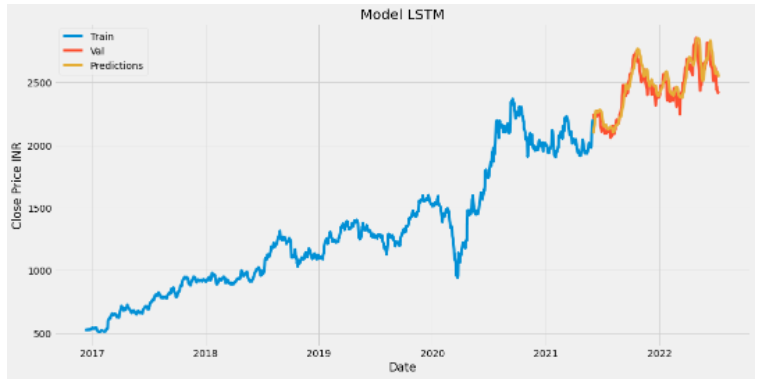 Model LSTM
Train
Val
Predictions
Close Price INR
2500
2000
1500
1000
500
2017 2018 2019 2020 2021 2022
Date